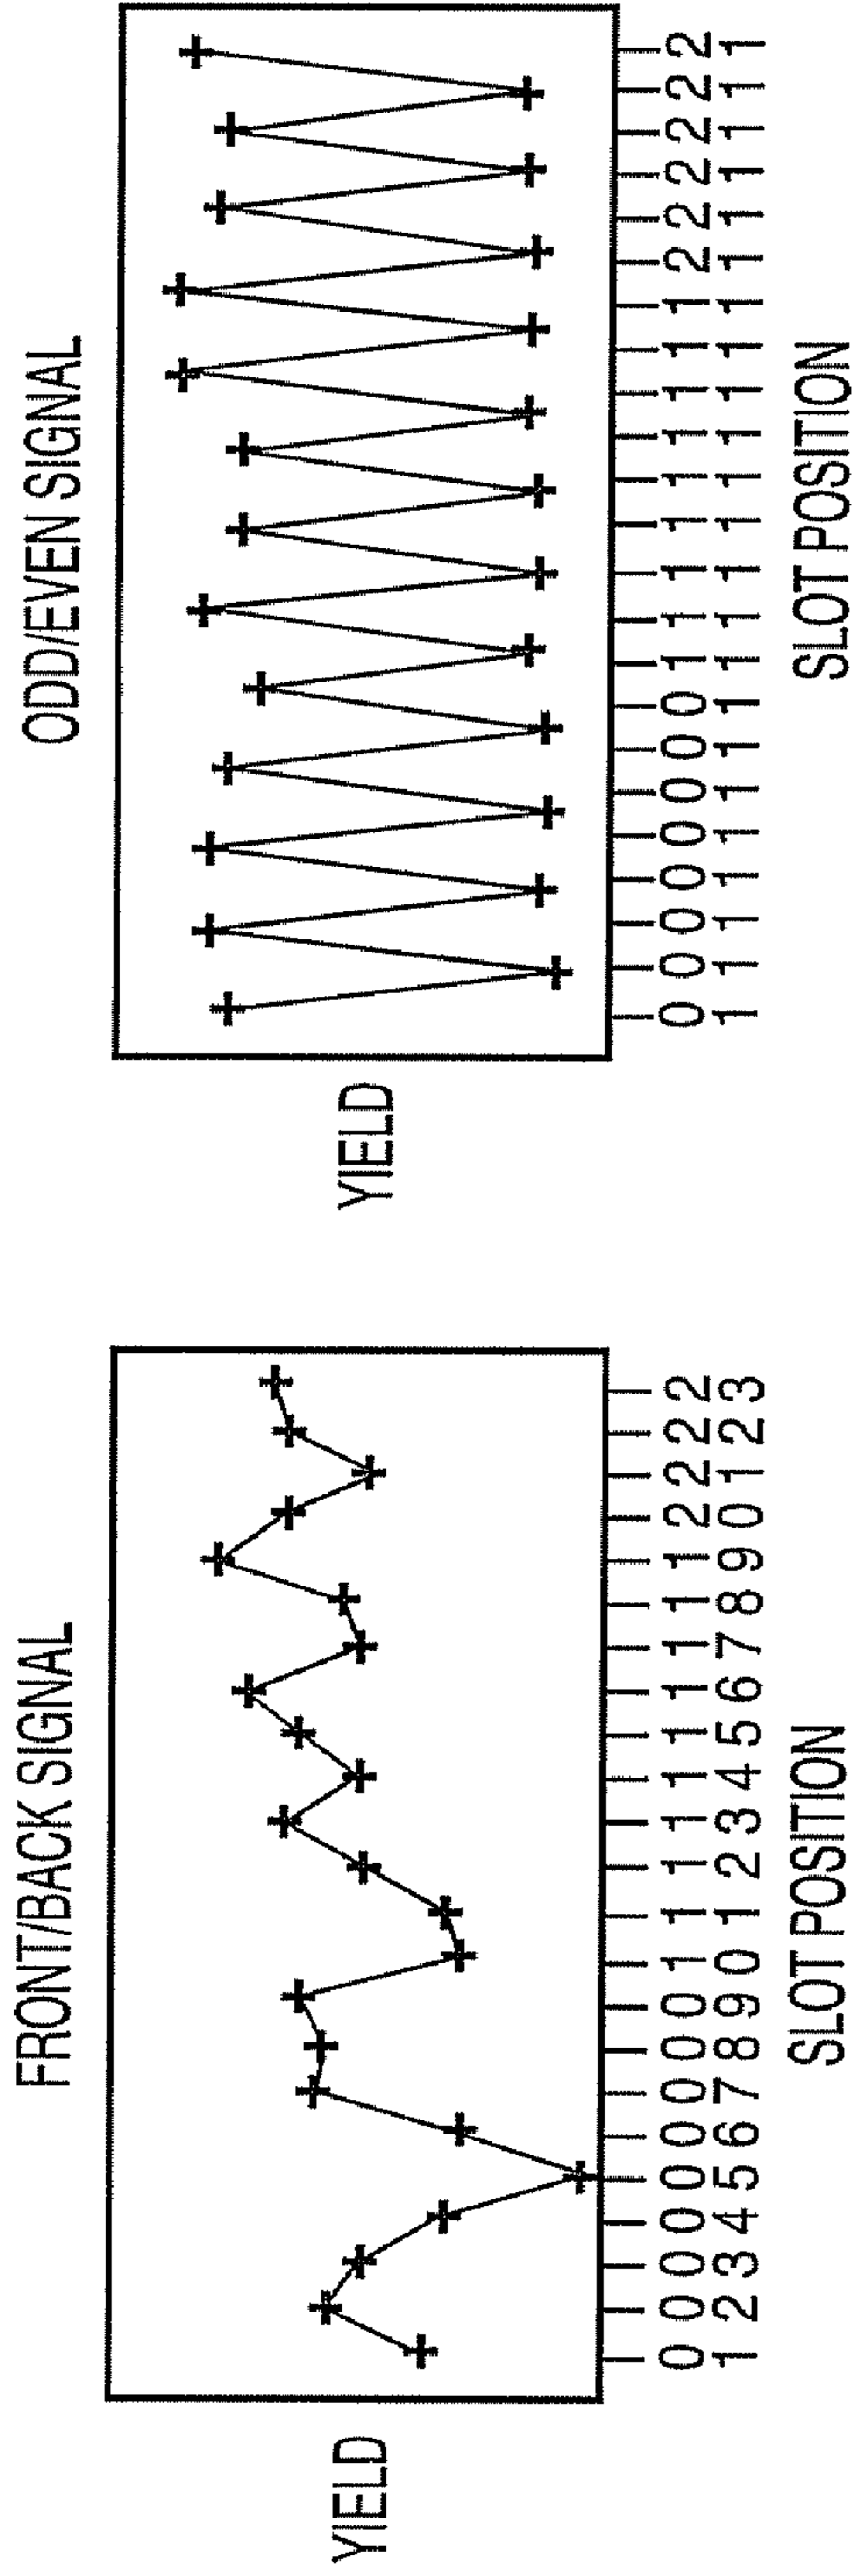 FRONT/BACK SIGNAL
YIELD
0 0 0 0 0 0 0 0 0 1 1 1 1 1 1 1 1 1 1 2 2 2 2
1 2 3 4 5 6 7 8 9 0 1 2 3 4 5 6 7 8 9 0 1 2 3
SLOT POSITION
ODD/EVEN SIGNAL
YIELD
0 0 0 0 0 0 0 0 1 1 1 1 1 1 1 1 1 2 2 2 2 2 2
1 1 1 1 1 1 1 1 1 1 1 1 1 1 1 1 1 1 1 1 1 1 1
SLOT POSITION